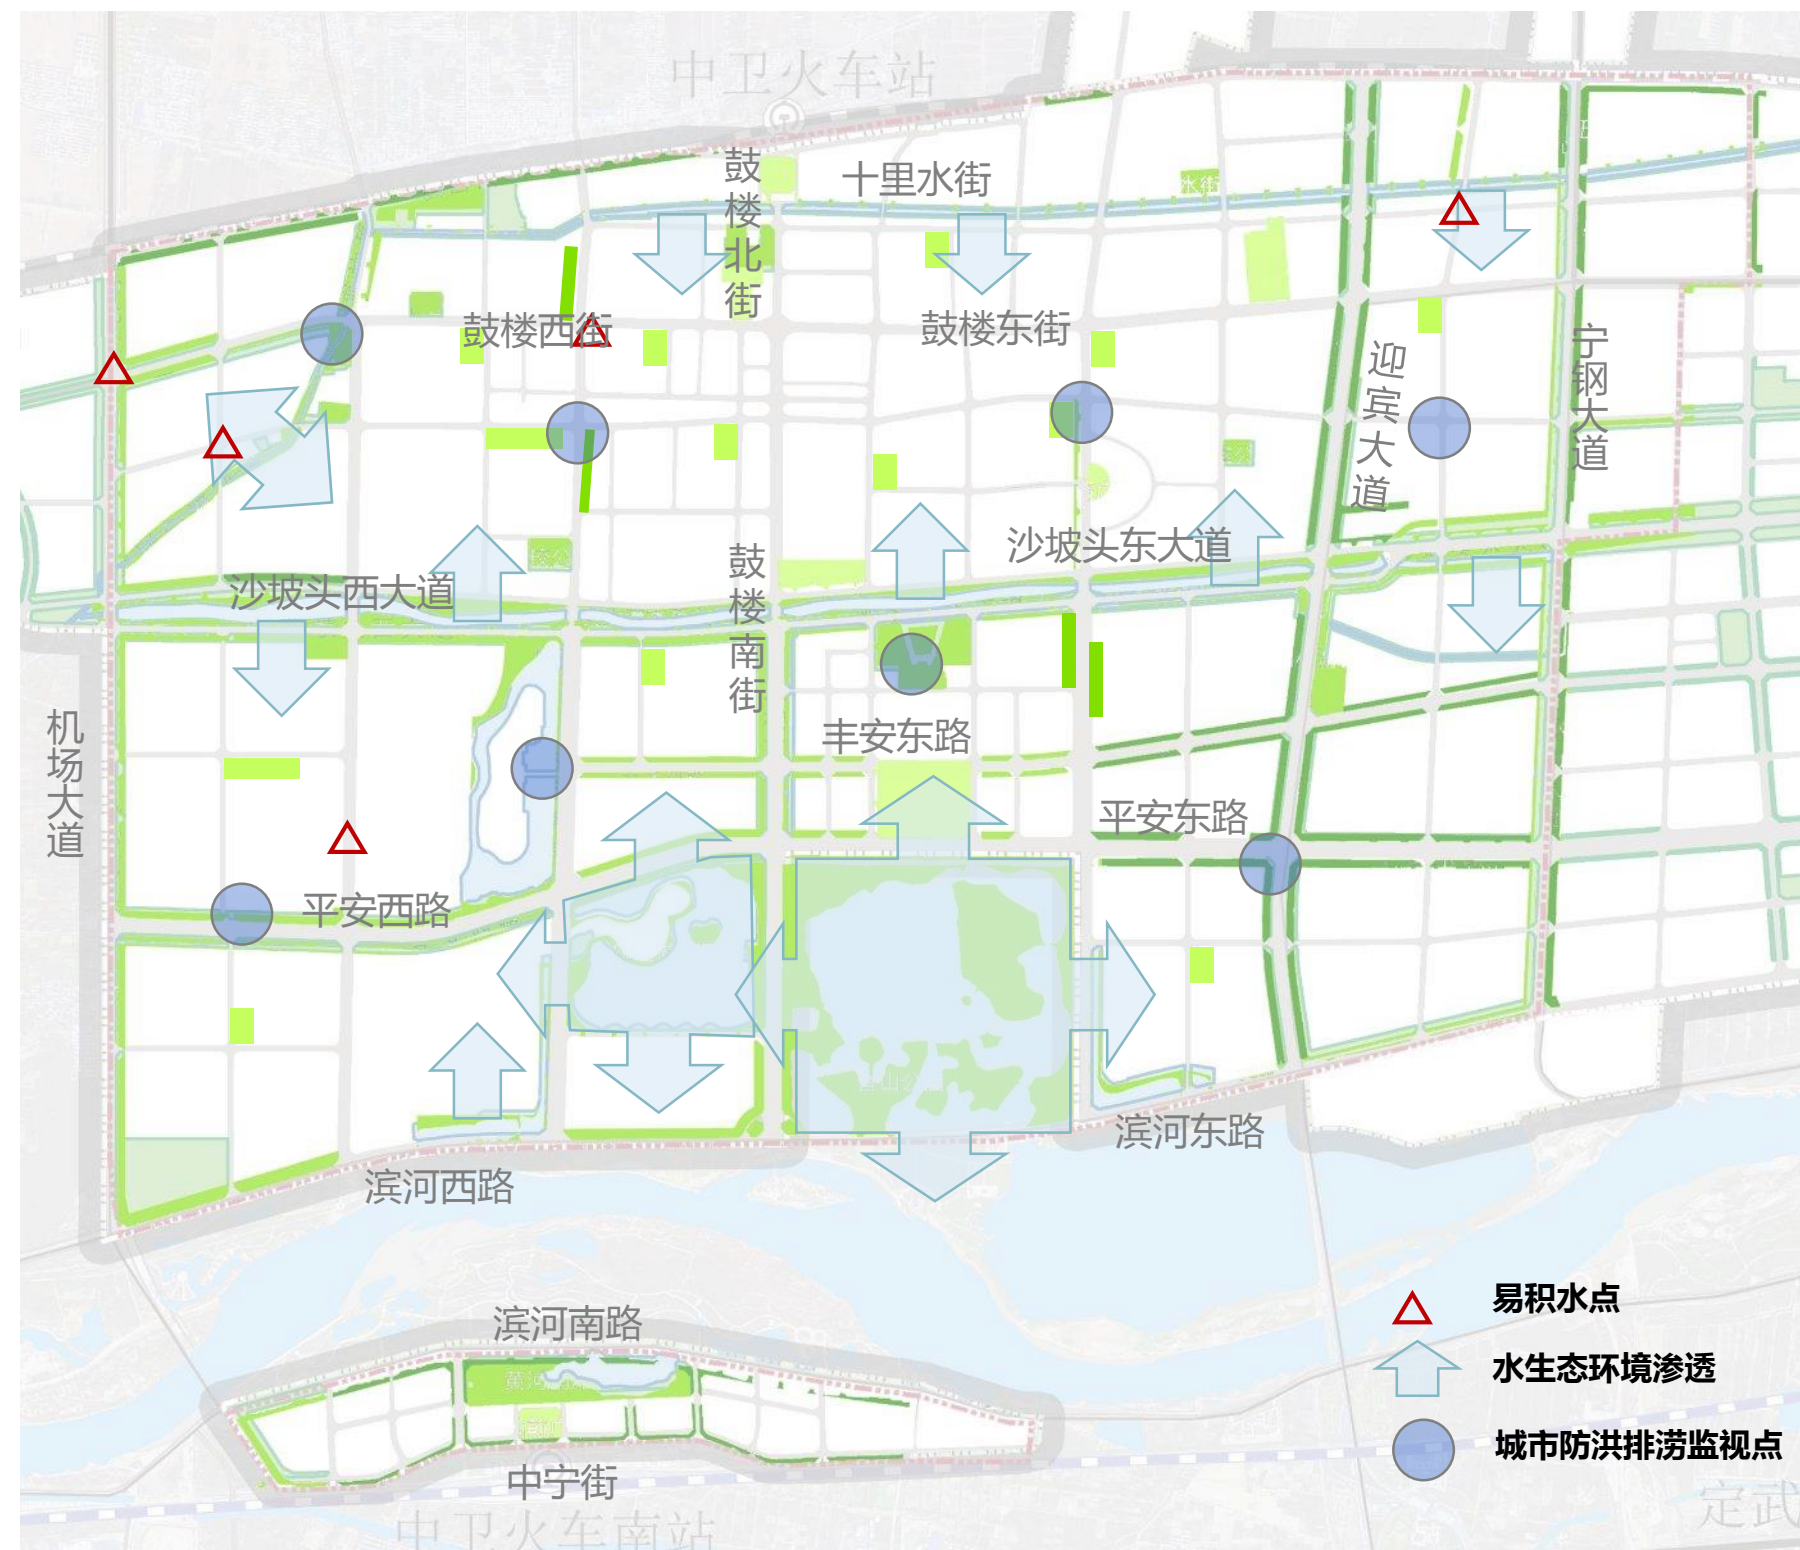 中卫火车站
十里水街
鼓楼北街
鼓楼西街
鼓楼东街
迎宾大道
宁钢大道
沙坡头东大道
沙坡头西大道
鼓楼南街
机场大道
丰安东路
平安东路
平安西路
滨河东路
滨河西路
滨河南路
中宁街
中卫火车南站
定武
易积水点
水生态环境渗透
城市防洪排涝监视点